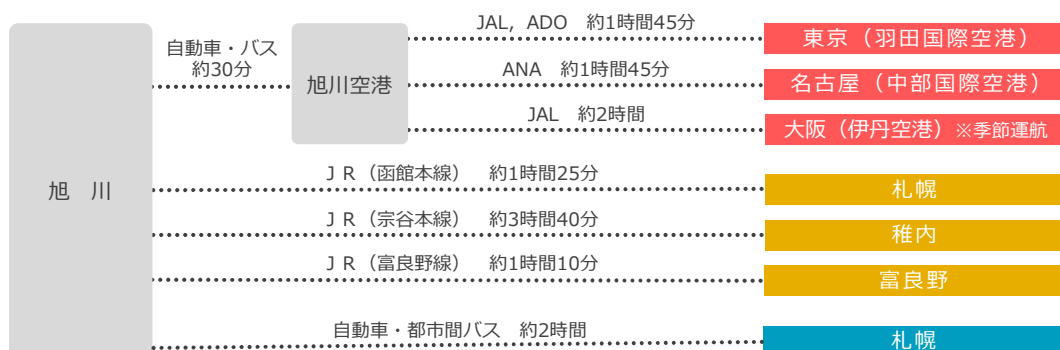 JAL, ADO　約1時間45分
東京（羽田国際空港）
自動車・バス
約30分
旭川空港
ANA　約1時間45分
名古屋（中部国際空港）
JAL　約2時間
大阪（伊丹空港）※季節運航
旭　川
ＪＲ（函館本線）　約1時間25分
札幌
ＪＲ（宗谷本線）　約3時間40分
稚内
ＪＲ（富良野線）　約1時間10分
富良野
自動車・都市間バス　約2時間
札幌